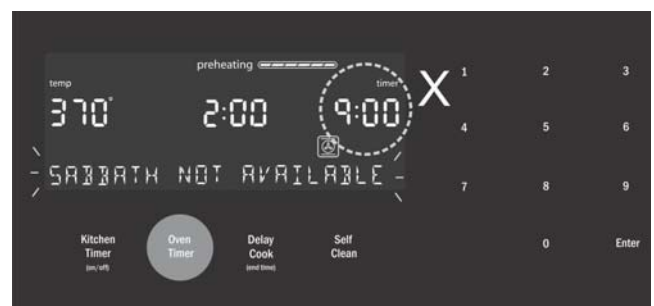 preheating
temp
timer
370°
2:00
9:00
X
SABBATH NOT AVAILABLE
1 2 3
4 5 6
7 8 9
0 Enter
Kitchen
Timer
(on/off)
Oven
Timer
Delay
Cook
(end time)
Self
Clean